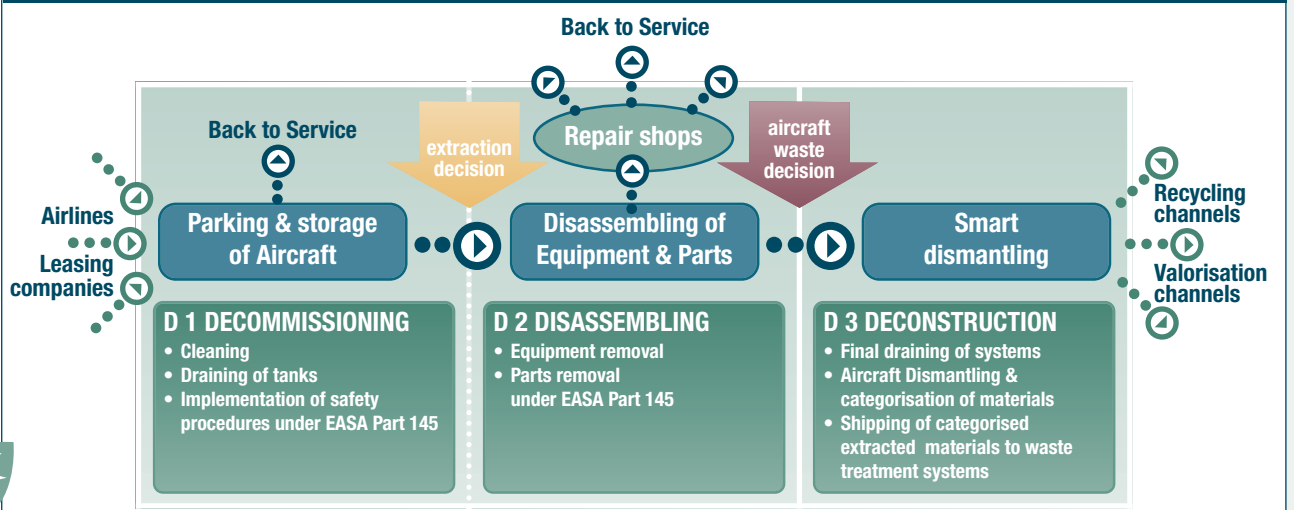 Back to Service
Repair shops
Back to Service
extraction
decision
aircraft
waste
decision
Airlines
Leasing
companies
Parking & storage
of Aircraft
Disassembling of
Equipment & Parts
Smart
dismantling
Recycling
channels
Valorisation
channels
D 1 DECOMMISSIONING
• Cleaning
• Draining of tanks
• Implementation of safety
procedures under EASA Part 145
D 2 DISASSEMBLING
• Equipment removal
• Parts removal
under EASA Part 145
D 3 DECONSTRUCTION
• Final draining of systems
• Aircraft Dismantling &
categorisation of materials
• Shipping of categorised
extracted materials to waste
treatment systems